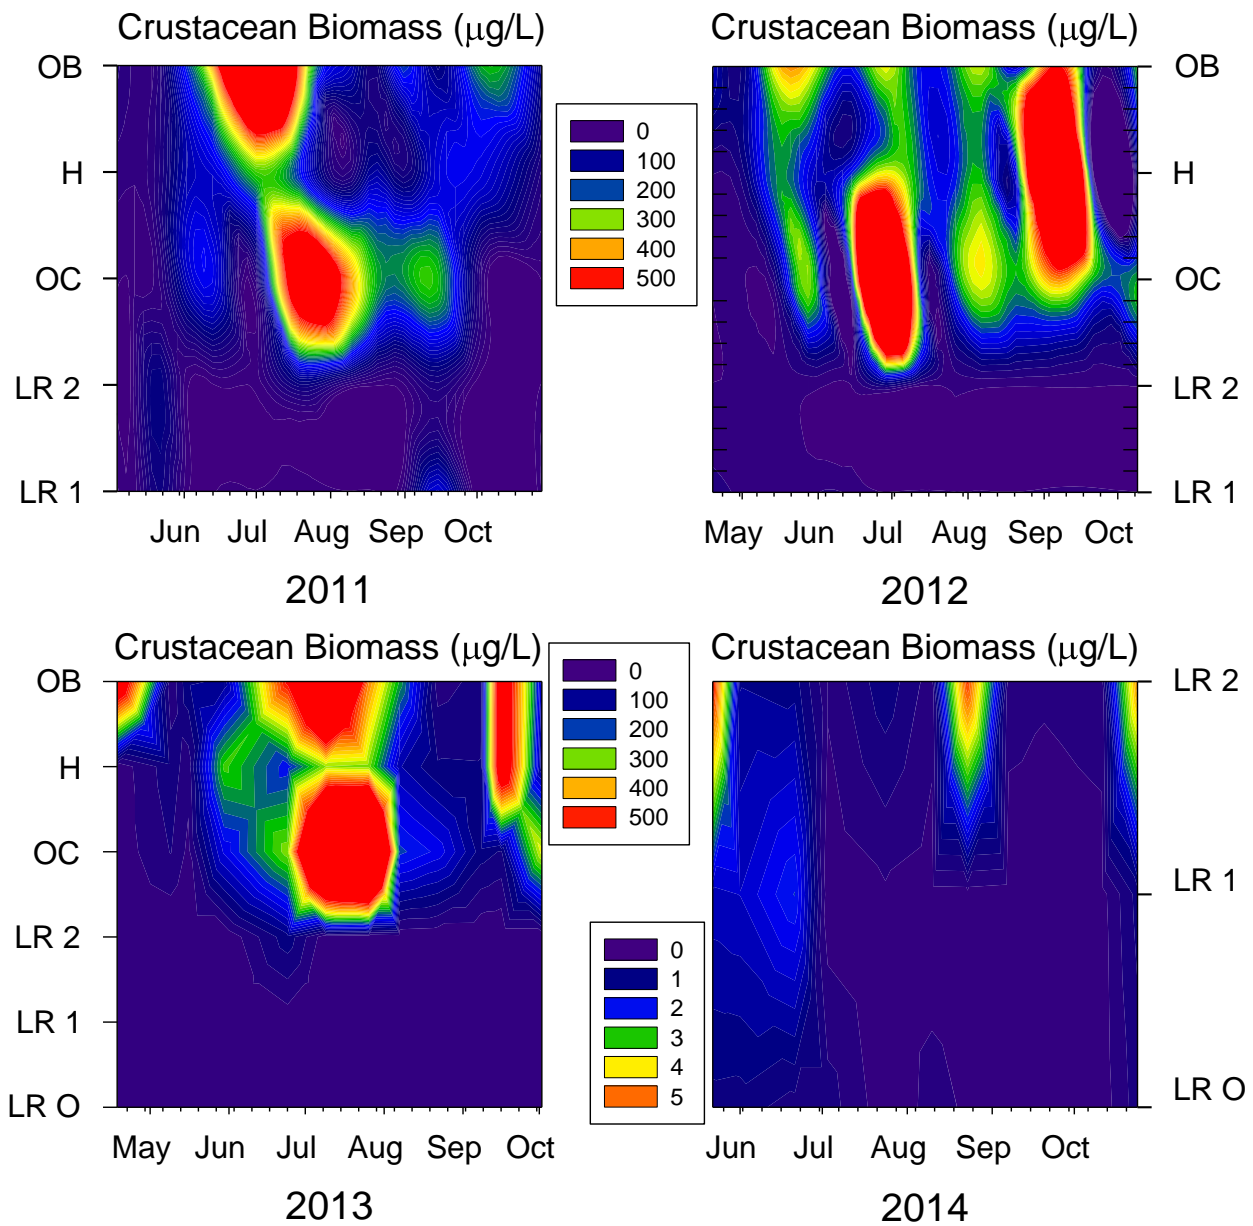 Crustacean Biomass (μg/L)
OB
H
OC
LR 2
LR 1
Jun Jul Aug Sep Oct
2011
0
100
200
300
400
500
Crustacean Biomass (μg/L)
OB
H
OC
LR 2
LR 1
May Jun Jul Aug Sep Oct
2012
Crustacean Biomass (μg/L)
OB
H
OC
LR 2
LR 1
LR O
May Jun Jul Aug Sep Oct
2013
0
100
200
300
400
500
0
1
2
3
4
5
Crustacean Biomass (μg/L)
LR 2
LR 1
LR O
Jun Jul Aug Sep Oct
2014